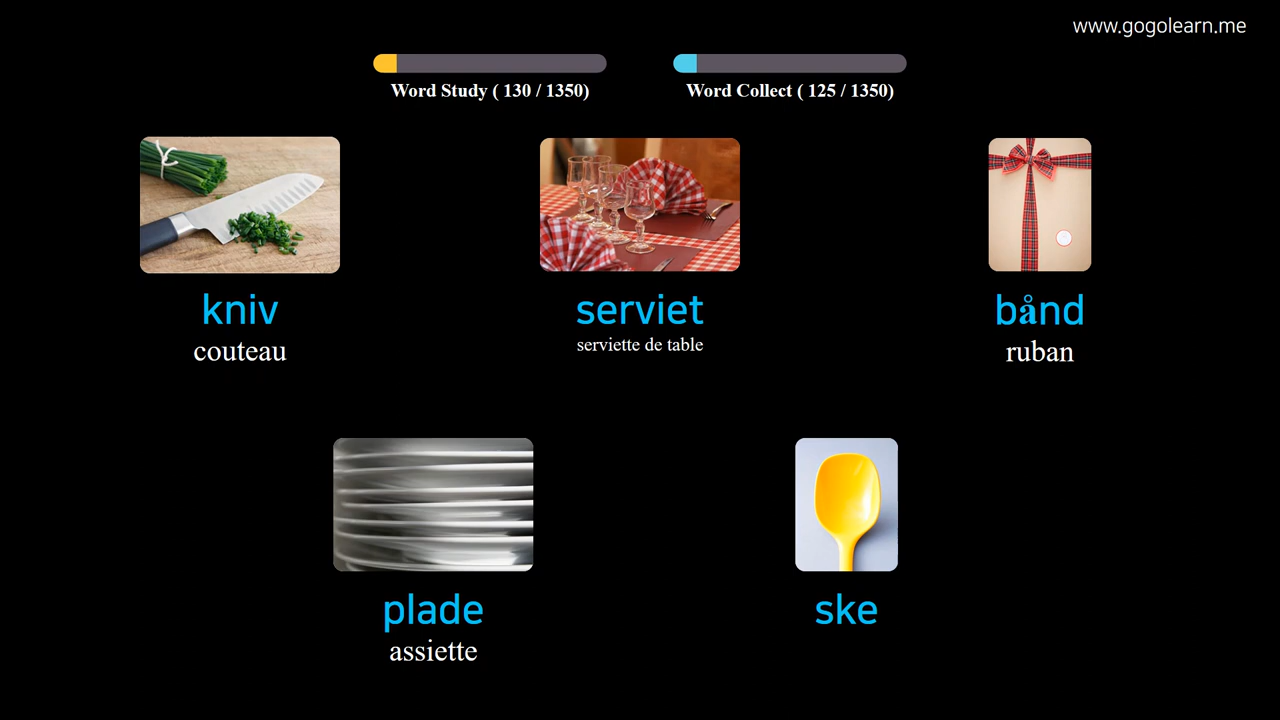 www.gogolearn.me
Word Study ( 130 / 1350)
Word Collect ( 125 / 1350)
kniv
couteau
serviet
serviette de table
bånd
ruban
plade
assiette
ske